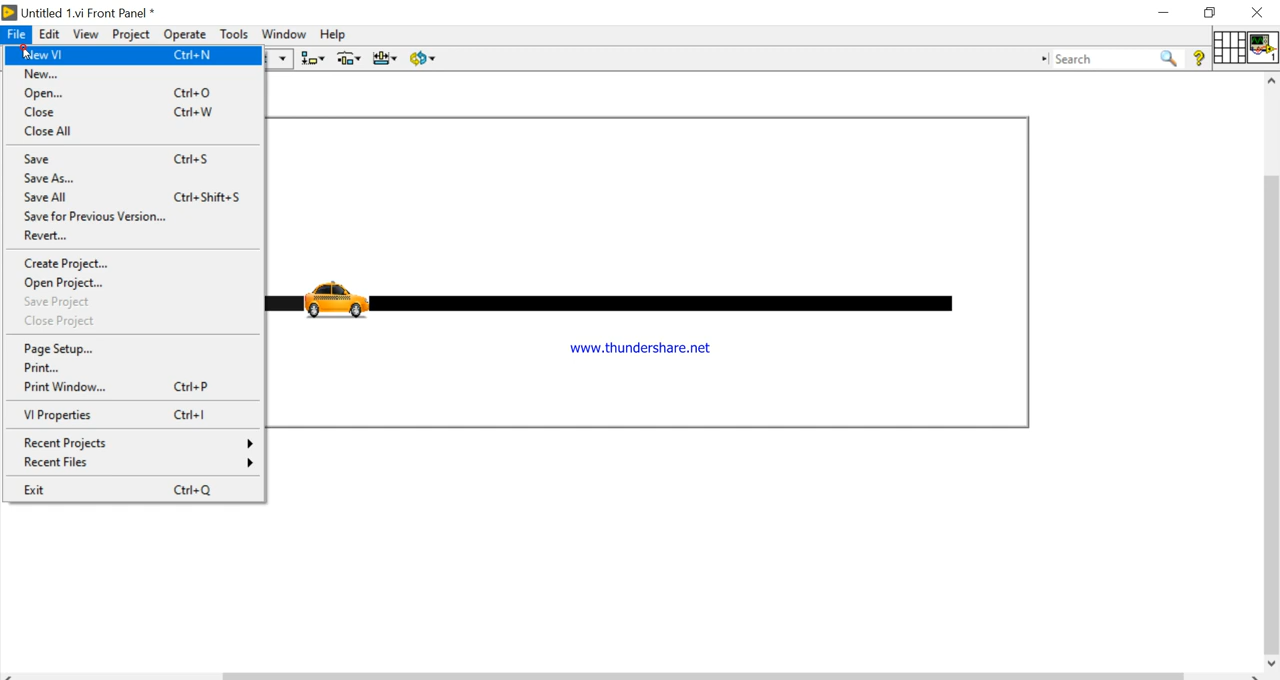 Untitled 1.vi Front Panel *
File Edit View Project Operate Tools Window Help
New VI Ctrl+N
New...
Open... Ctrl+O
Close Ctrl+W
Close All
Save Ctrl+S
Save As...
Save All Ctrl+Shift+S
Save for Previous Version...
Revert...
Create Project...
Open Project...
Save Project
Close Project
Page Setup...
Print...
Print Window... Ctrl+P
VI Properties Ctrl+I
Recent Projects
Recent Files
Exit Ctrl+Q
Search
?
1
www.thundershare.net